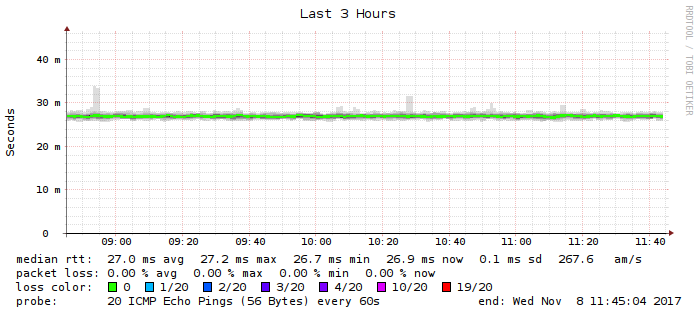 Last 3 Hours
RRDTOOL / TOBI OETIKER
Seconds
40 m
30 m
20 m
10 m
0
09:00 09:20 09:40 10:00 10:20 10:40 11:00 11:20 11:40
median rtt: 27.0 ms avg 27.2 ms max 26.7 ms min 26.9 ms now 0.1 ms sd 267.6 am/s
packet loss: 0.00 % avg 0.00 % max 0.00 % min 0.00 % now
loss color: 0 1/20 2/20 3/20 4/20 10/20 19/20
probe: 20 ICMP Echo Pings (56 Bytes) every 60s end: Wed Nov 8 11:45:04 2017